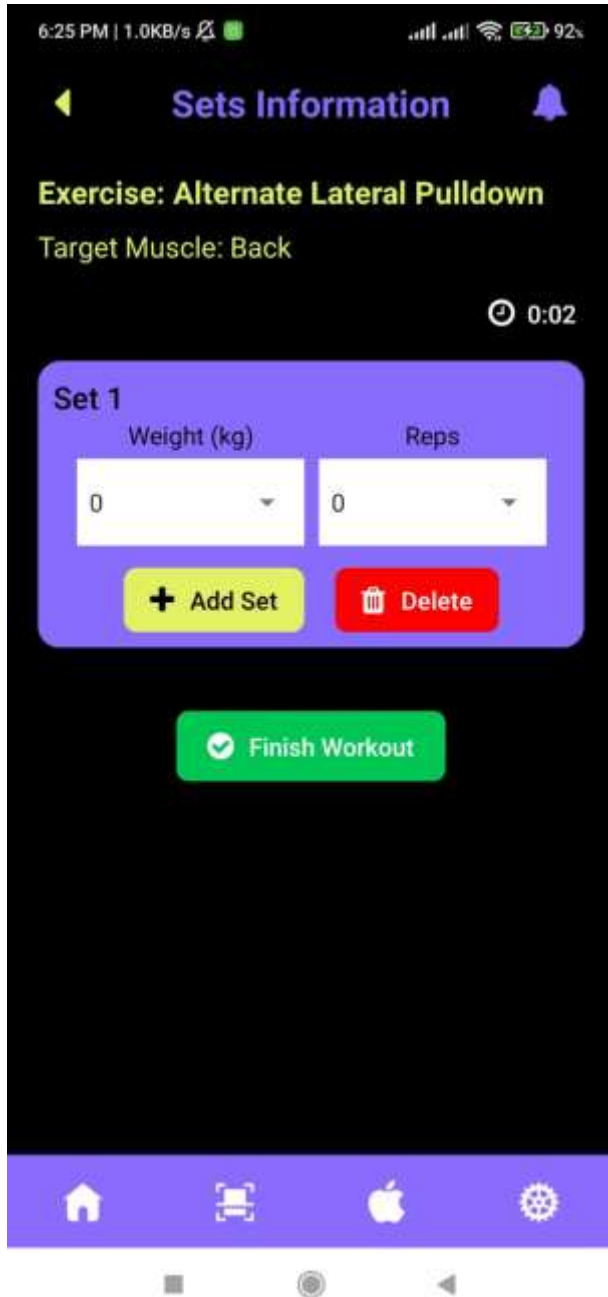 6:25 PM | 1.0KB/s 92%
Sets Information
Exercise: Alternate Lateral Pulldown
Target Muscle: Back
0:02
Set 1
Weight (kg) Reps
0 0
Add Set Delete
Finish Workout